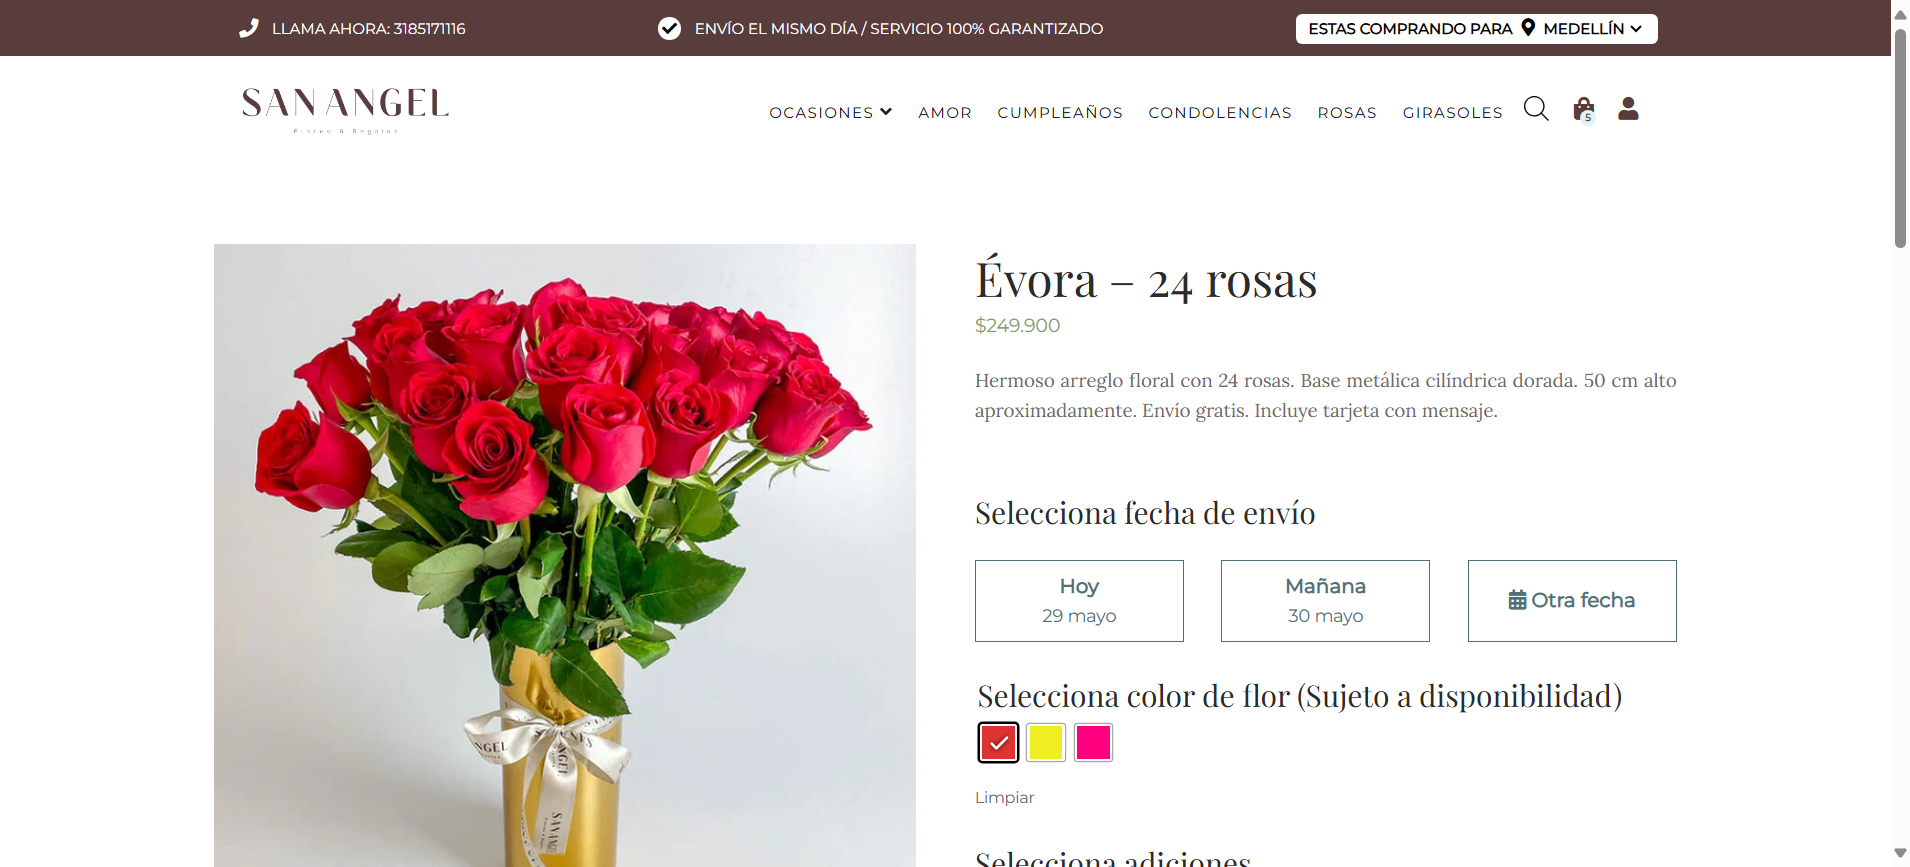 LLAMA AHORA: 3185171116
ENVÍO EL MISMO DÍA / SERVICIO 100% GARANTIZADO
ESTAS COMPRANDO PARA MEDELLÍN
SAN ANGEL
Flores & Regalos
OCASIONES
AMOR
CUMPLEAÑOS
CONDOLENCIAS
ROSAS
GIRASOLES
5
Évora – 24 rosas
$249.900
Hermoso arreglo floral con 24 rosas. Base metálica cilíndrica dorada. 50 cm alto
aproximadamente. Envío gratis. Incluye tarjeta con mensaje.
Selecciona fecha de envío
Hoy
29 mayo
Mañana
30 mayo
Otra fecha
Selecciona color de flor (Sujeto a disponibilidad)
Limpiar
Selecciona adiciones